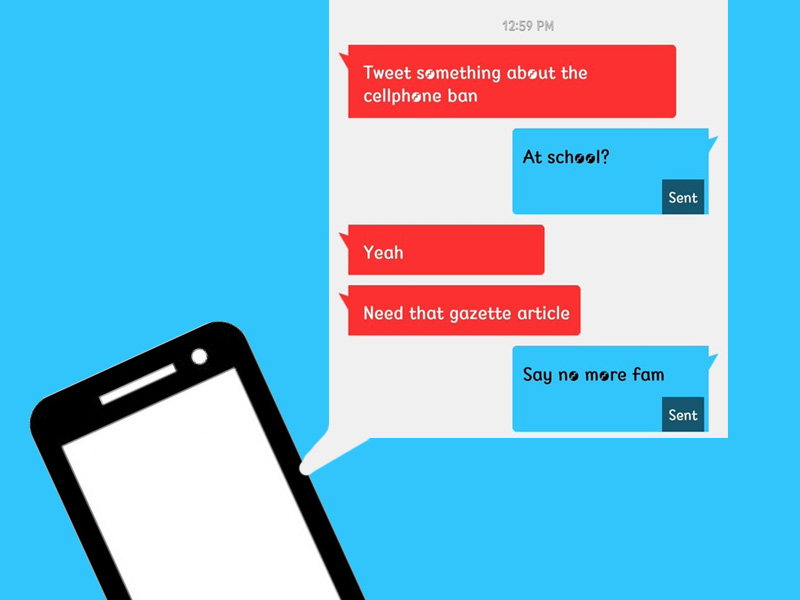 12:59 PM
Tweet something about the
cellphone ban
At school?
Sent
Yeah
Need that gazette article
Say no more fam
Sent